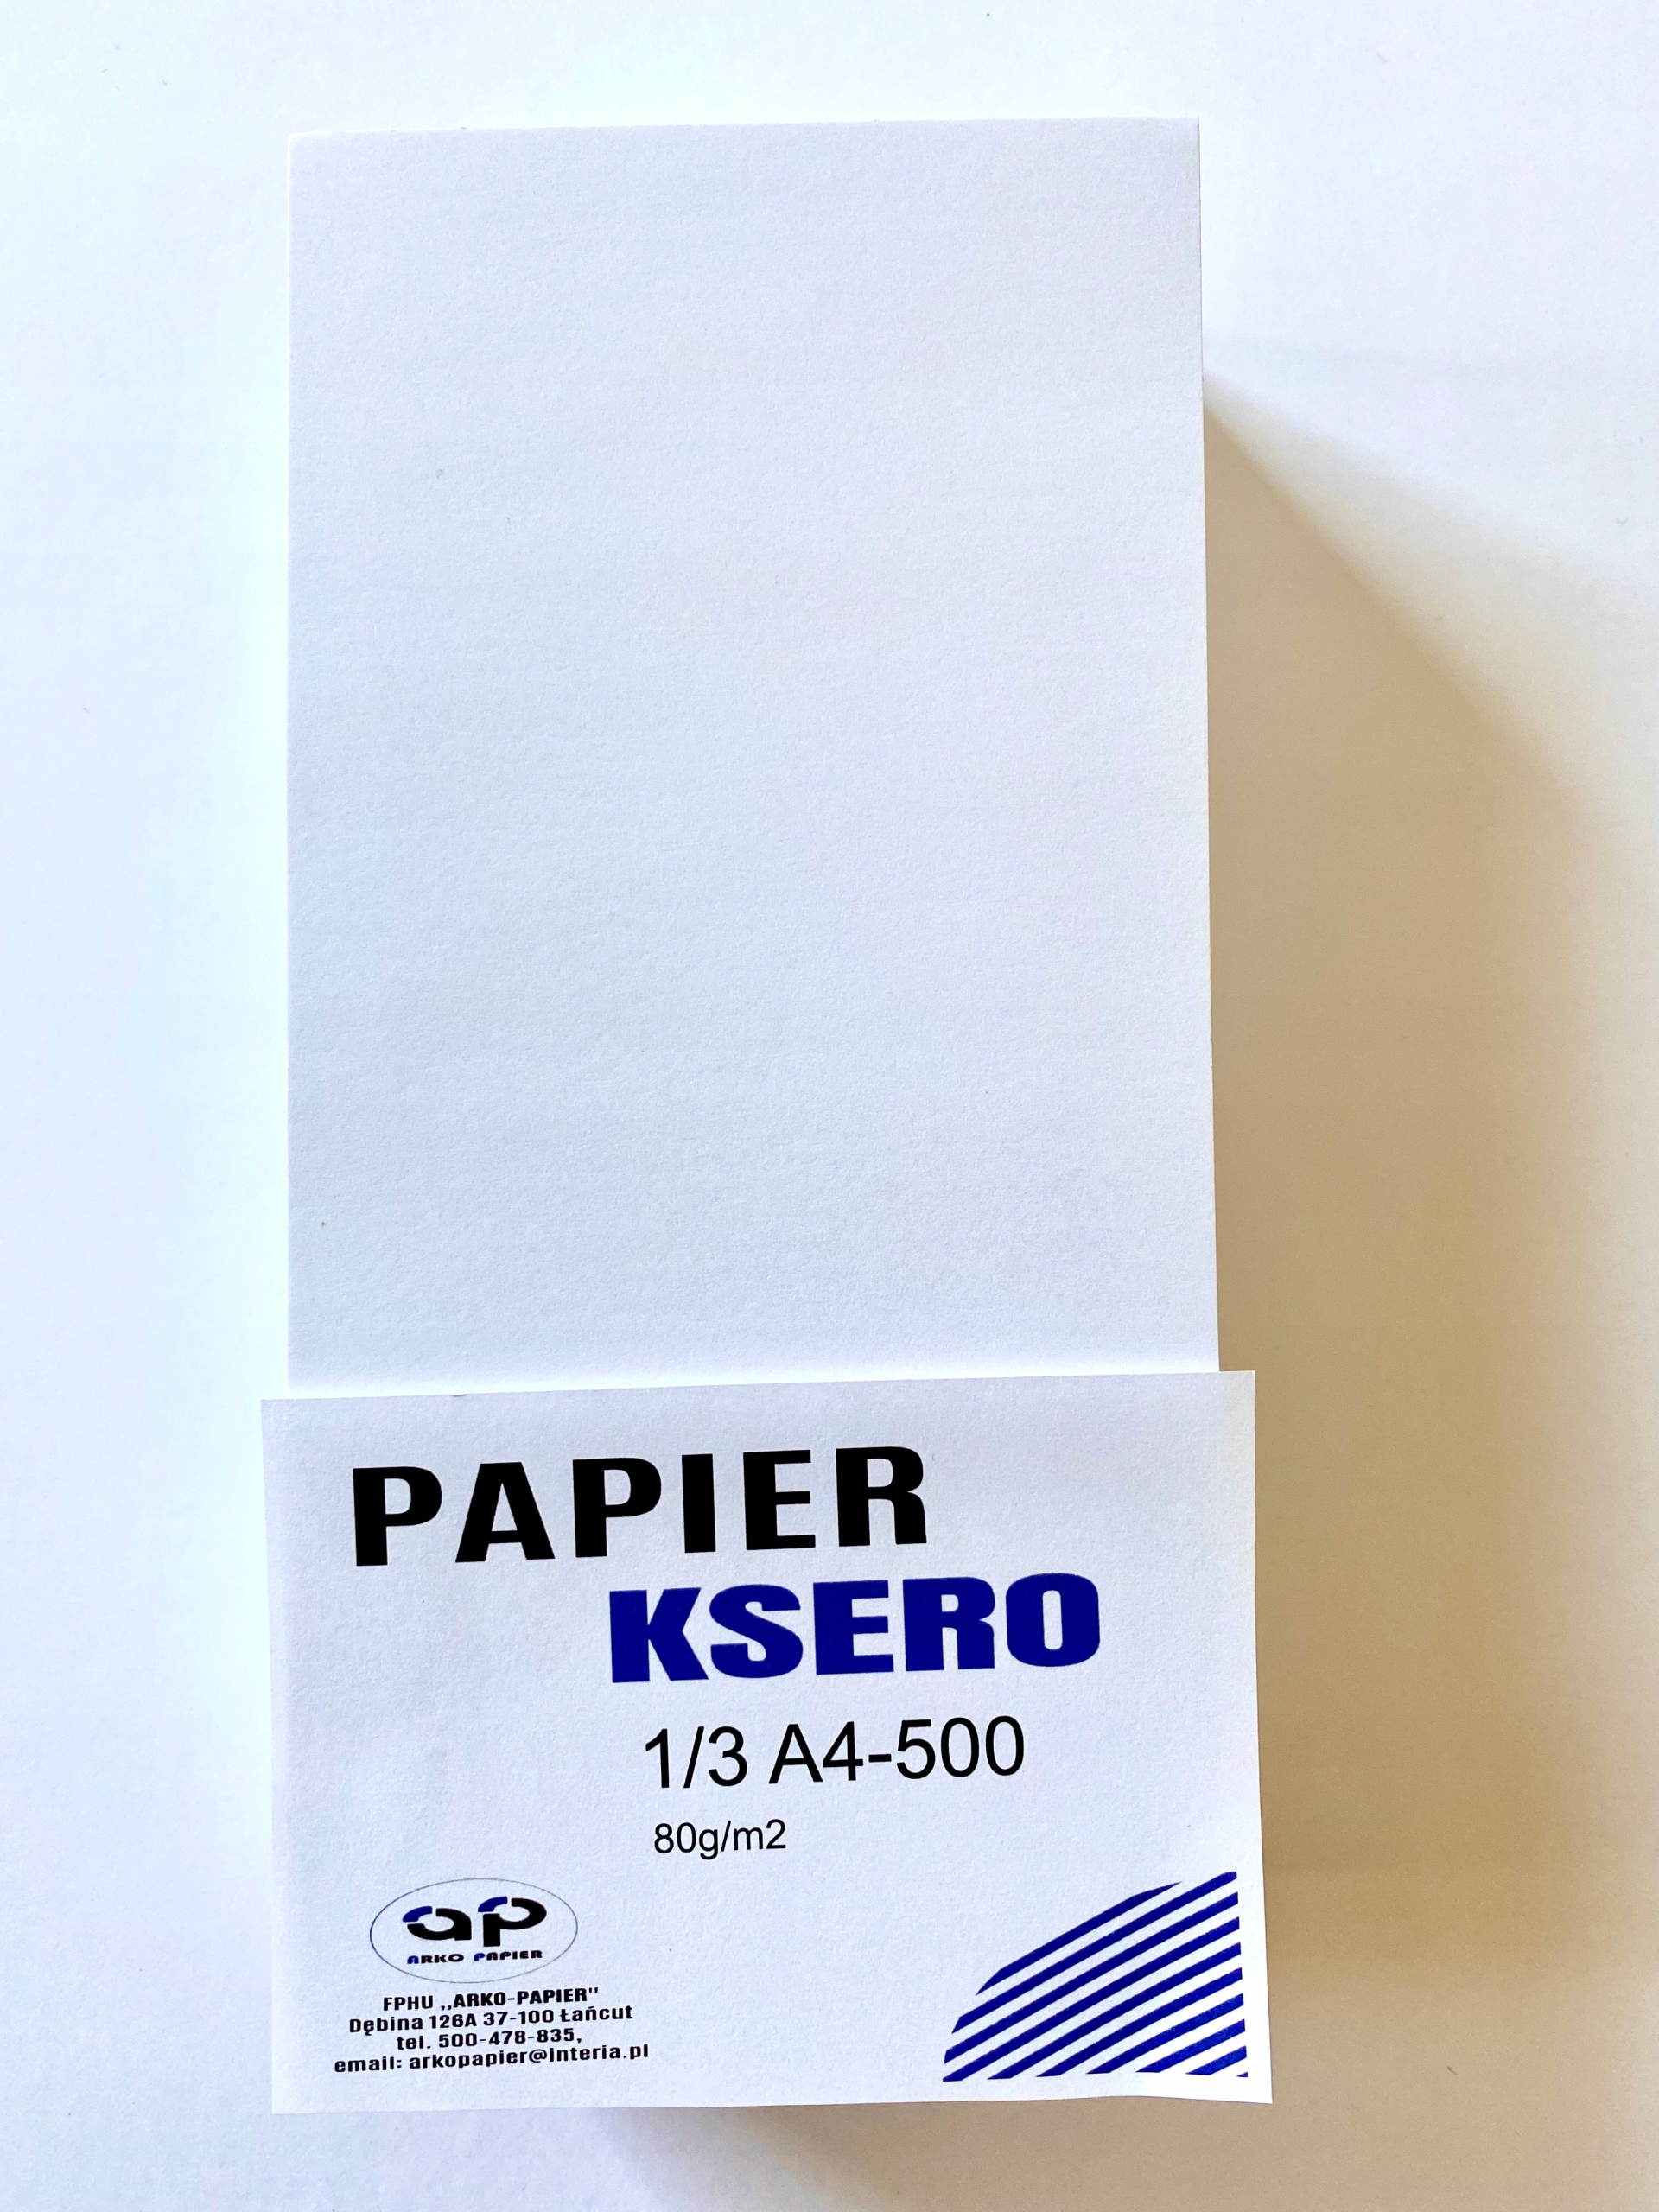 PAPIER
KSERO
1/3 A4-500
80g/m2
ap
ARKO PAPIER
FPHU ,,ARKO-PAPIER"
Dębina 126A 37-100 Łańcut
tel. 500-478-835,
email: arkopapier@interia.pl